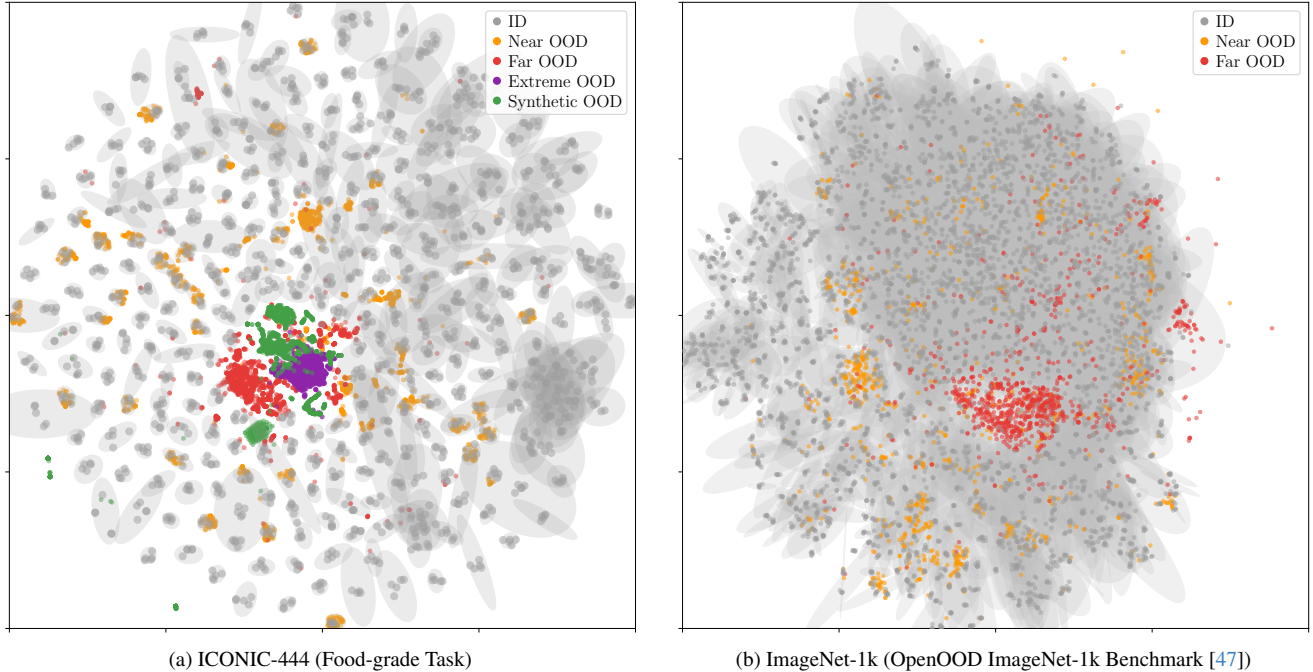 ID
Near OOD
Far OOD
Extreme OOD
Synthetic OOD
ID
Near OOD
Far OOD
(a) ICONIC-444 (Food-grade Task)
(b) ImageNet-1k (OpenOOD ImageNet-1k Benchmark [47])